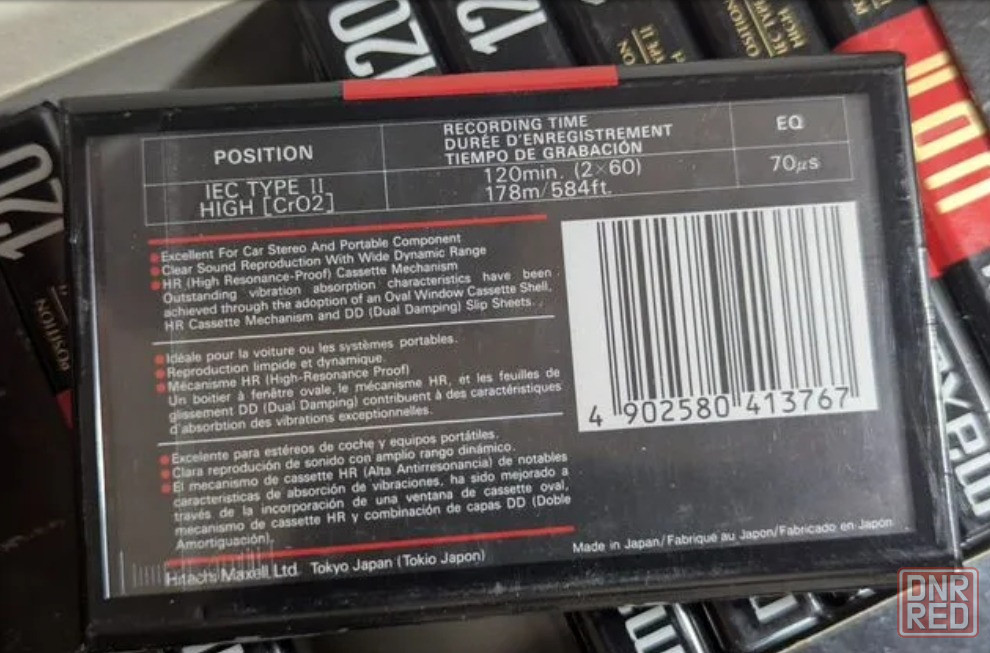 120
12
POSITION
IEC TYPE II
HIGH
POSITION
RECORDING TIME
DURÉE D'ENREGISTREMENT
TIEMPO DE GRABACIÓN
EQ
IEC TYPE II
HIGH [CrO2]
120min. (2×60)
178m/584ft.
70µs
Excellent For Car Stereo And Portable Component
Clear Sound Reproduction With Wide Dynamic Range
HR (High Resonance-Proof) Cassette Mechanism
Outstanding vibration absorption characteristics have been
achieved through the adoption of an Oval Window Cassette Shell,
HR Cassette Mechanism and DD (Dual Damping) Slip Sheets.
Idéale pour la voiture ou les systèmes portables.
Reproduction limpide et dynamique.
Mécanisme HR (High-Resonance Proof)
Un boitier à fenêtre ovale, le mécanisme HR, et les feuilles de
glissement DD (Dual Damping) contribuent à des caractéristiques
d'absorbtion des vibrations exceptionnelles.
Excelente para estéreos de coche y equipos portátiles.
Clara reproducción de sonido con amplio rango dinámico.
El mecanismo de cassette HR (Alta Antirresonancia) de notables
características de absorción de vibraciones, ha sido mejorado a
través de la incorporación de una ventana de cassette oval,
mecanismo de cassette HR y combinación de capas DD (Doble
Amortiguación).
4 902580 413767
Hitachi Maxell, Ltd. Tokyo Japan (Tokio Japon)
Made in Japan/Fabriqué au Japon/Fabricado en Japón
120
POSITION
DNR
RED